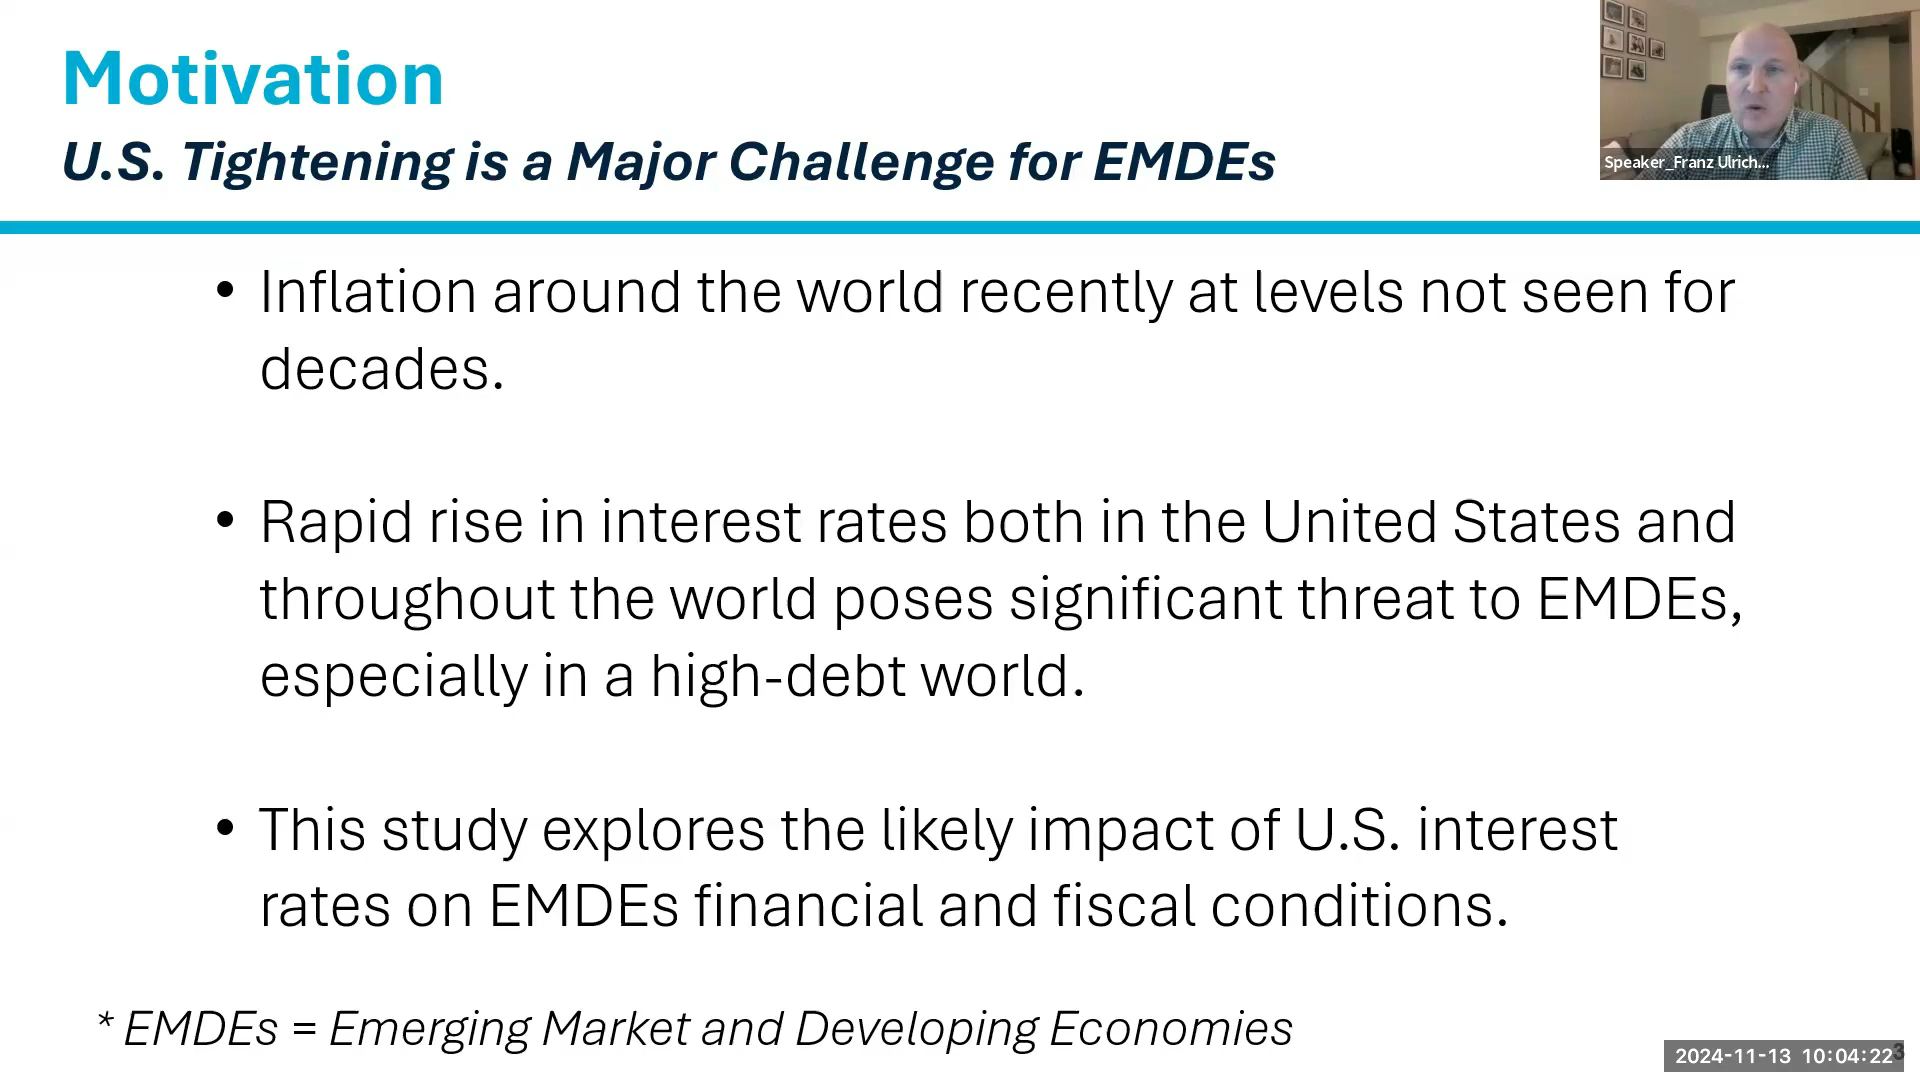 Motivation
U.S. Tightening is a Major Challenge for EMDEs
Speaker_Franz Ulrich...
• Inflation around the world recently at levels not seen for
decades.
• Rapid rise in interest rates both in the United States and
throughout the world poses significant threat to EMDEs,
especially in a high-debt world.
• This study explores the likely impact of U.S. interest
rates on EMDEs financial and fiscal conditions.
* EMDEs = Emerging Market and Developing Economies
3
2024-11-13 10:04:22